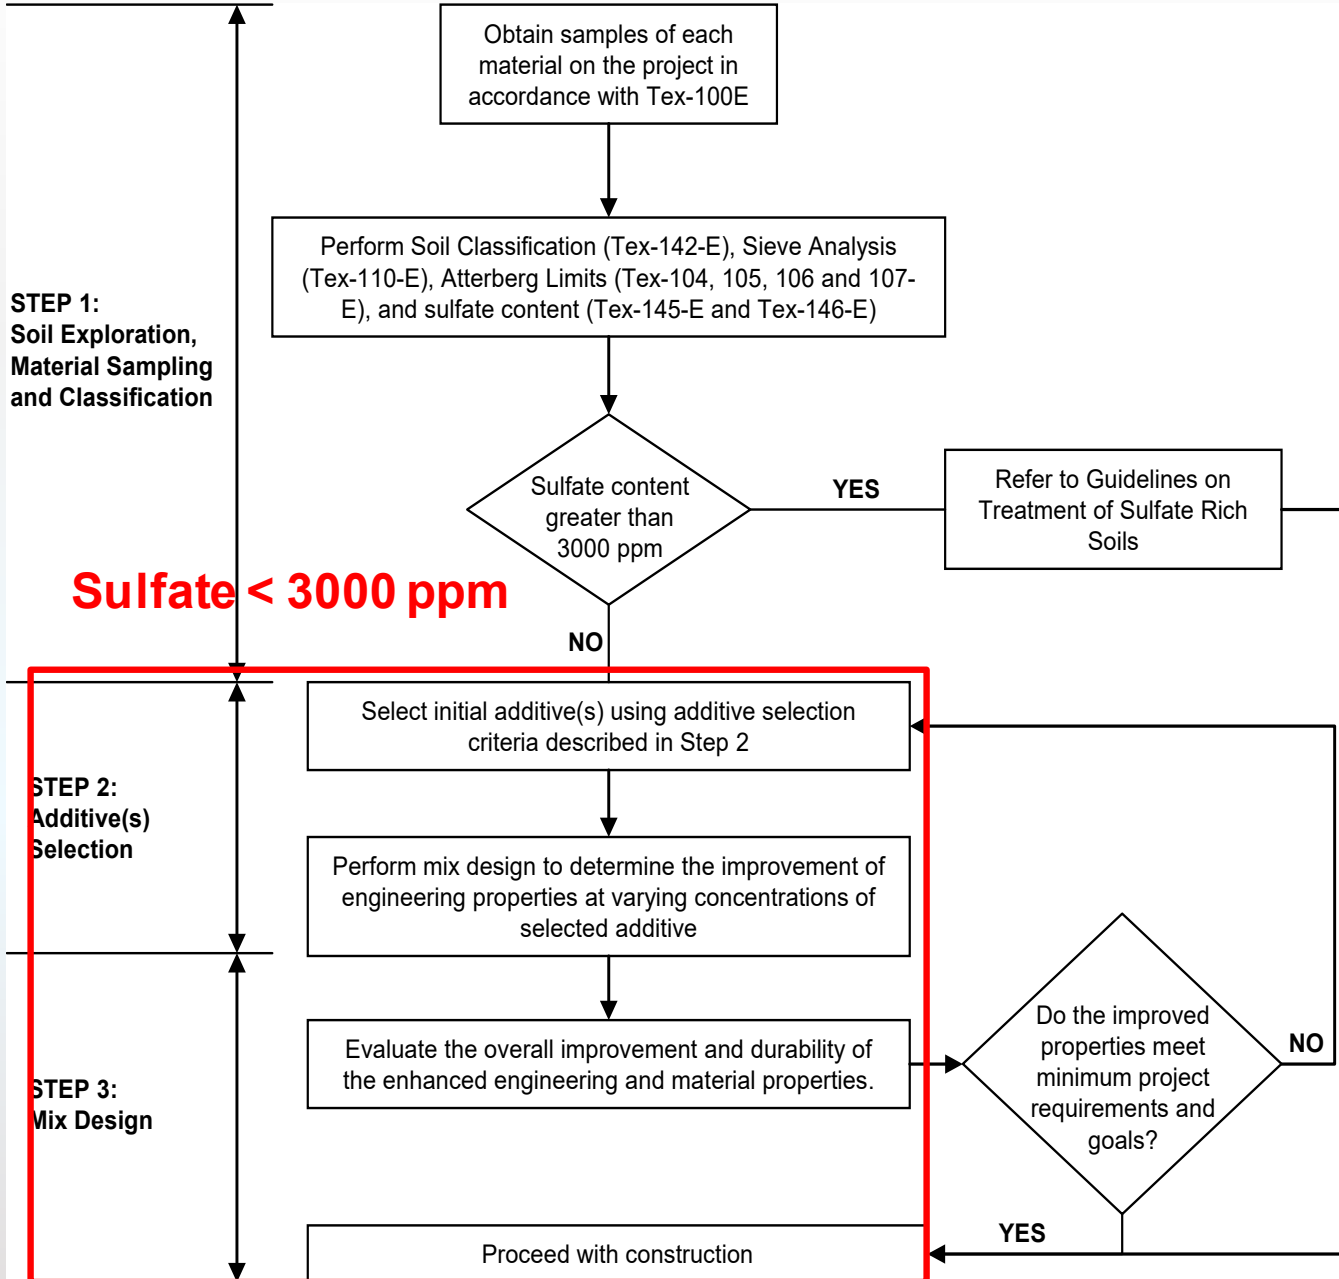 Obtain samples of each
material on the project in
accordance with Tex-100E
Perform Soil Classification (Tex-142-E), Sieve Analysis
(Tex-110-E), Atterberg Limits (Tex-104, 105, 106 and 107-
E), and sulfate content (Tex-145-E and Tex-146-E)
STEP 1:
Soil Exploration,
Material Sampling
and Classification
Sulfate content
greater than
3000 ppm
YES
Refer to Guidelines on
Treatment of Sulfate Rich
Soils
Sulfate < 3000 ppm
NO
Select initial additive(s) using additive selection
criteria described in Step 2
STEP 2:
Additive(s)
Selection
Perform mix design to determine the improvement of
engineering properties at varying concentrations of
selected additive
Evaluate the overall improvement and durability of
the enhanced engineering and material properties.
Do the improved
properties meet
minimum project
requirements and
goals?
NO
STEP 3:
Mix Design
YES
Proceed with construction